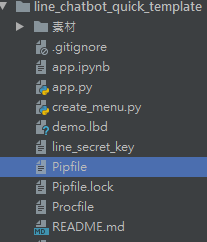 line_chatbot_quick_template
素材
.gitignore
app.ipynb
app.py
create_menu.py
demo.lbd
line_secret_key
Pipfile
Pipfile.lock
Procfile
MD README.md